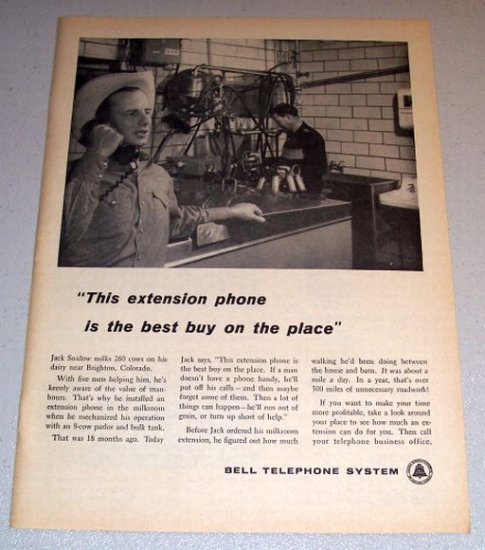 "This extension phone
is the best buy on the place"
Jack Snidow milks 260 cows on his
dairy near Brighton, Colorado.
With five men helping him, he's
keenly aware of the value of man-
hours. That's why he installed an
extension phone in the milkroom
when he mechanized his operation
with an 8-cow parlor and bulk tank.
That was 18 months ago. Today
Jack says, "This extension phone is
the best buy on the place. If a man
doesn't have a phone handy, he'll
put off his calls—and then maybe
forget some of them. Then a lot of
things can happen—he'll run out of
grain, or turn up short of help."
Before Jack ordered his milkroom
extension, he figured out how much
walking he'd been doing between
the house and barn. It was about a
mile a day. In a year, that's over
300 miles of unnecessary roadwork!
If you want to make your time
more profitable, take a look around
your place to see how much an ex-
tension can do for you. Then call
your telephone business office.
BELL TELEPHONE SYSTEM